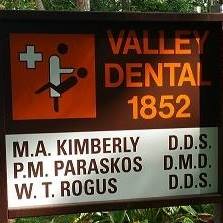 VALLEY
DENTAL
1852
M.A. KIMBERLY D.D.S.
P.M. PARASKOS D.M.D.
W.T. ROGUS D.D.S.